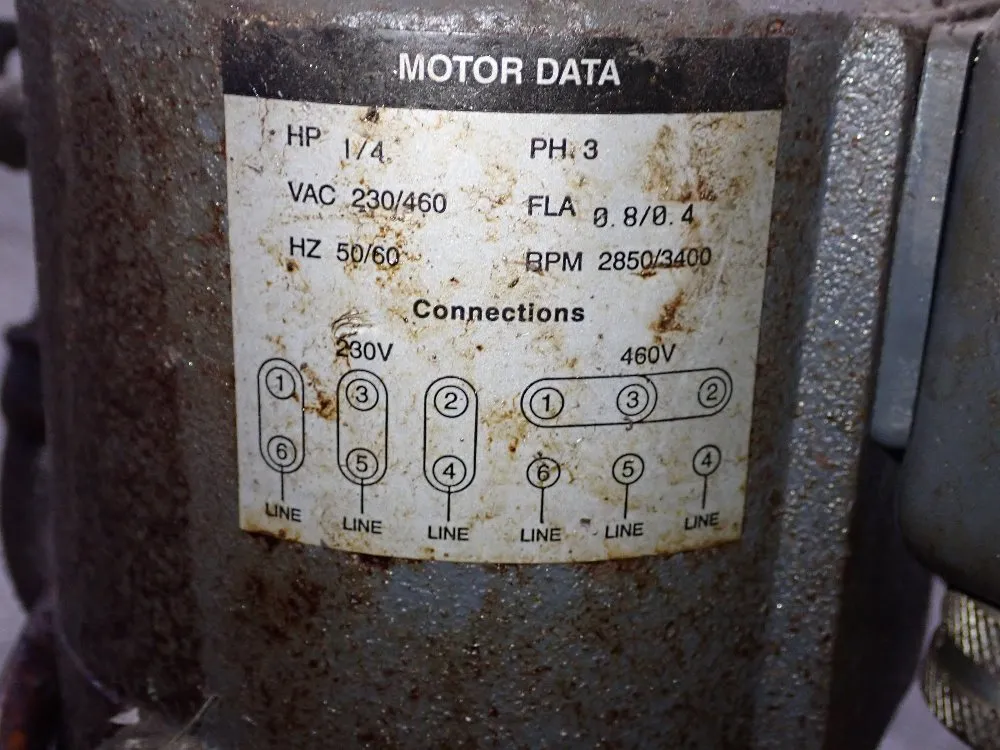 MOTOR DATA
HP 1/4 PH. 3
VAC 230/460 FLA 0.8/0.4
HZ 50/60 RPM 2850/3400
Connections
230V 460V
1 3 2 1 3 2
6 5 4 6 5 4
LINE LINE LINE LINE LINE LINE